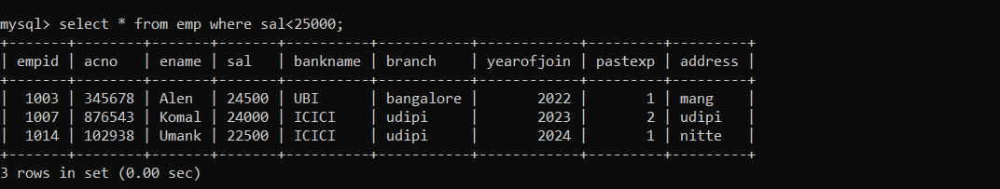 mysql> select * from emp where sal<25000;
+-------+--------+-------+-------+----------+-----------+------------+---------+---------+
| empid | acno   | ename | sal   | bankname | branch    | yearofjoin | pastexp | address |
+-------+--------+-------+-------+----------+-----------+------------+---------+---------+
|  1003 | 345678 | Alen  | 24500 | UBI      | bangalore |       2022 |       1 | mang    |
|  1007 | 876543 | Komal | 24000 | ICICI    | udipi     |       2023 |       2 | udipi   |
|  1014 | 102938 | Umank | 22500 | ICICI    | udipi     |       2024 |       1 | nitte   |
+-------+--------+-------+-------+----------+-----------+------------+---------+---------+
3 rows in set (0.00 sec)